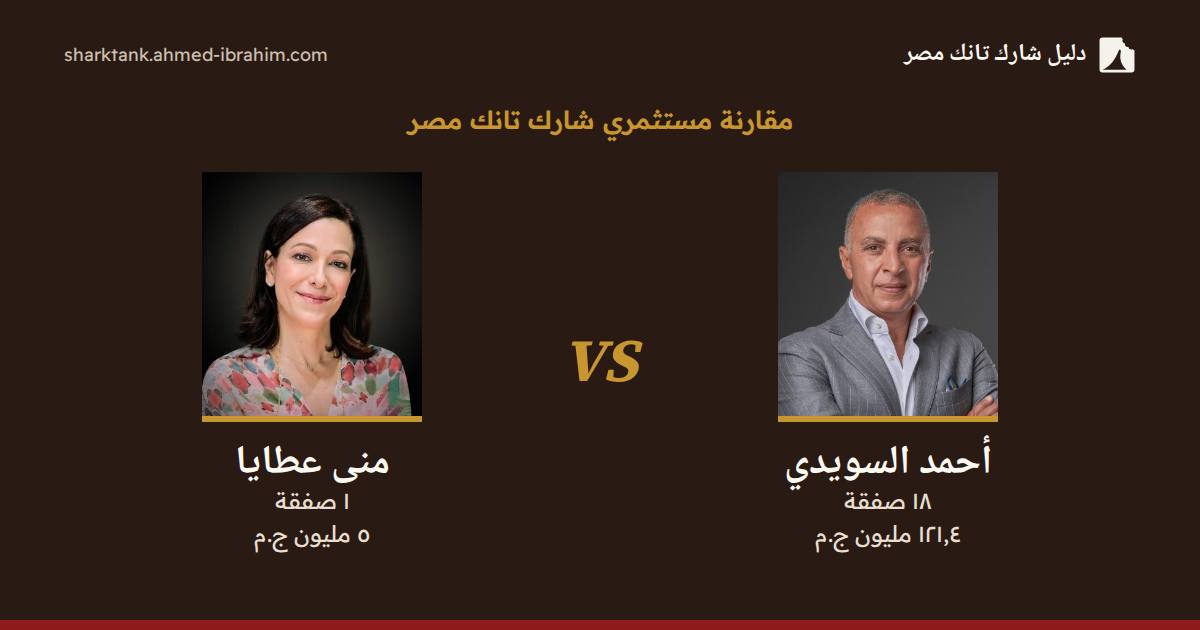 دليل شارك تانك مصر
sharktank.ahmed-ibrahim.com
مقارنة مستثمري شارك تانك مصر
أحمد السويدي
١٨ صفقة
١٢١,٤ مليون ج.م
VS
منى عطايا
١ صفقة
٥ مليون ج.م